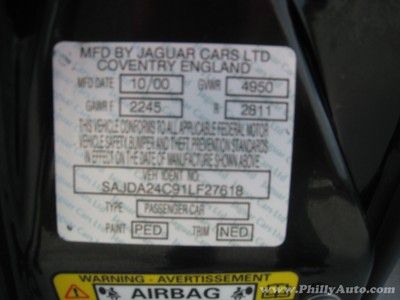 MFD BY JAGUAR CARS LTD
COVENTRY ENGLAND
MFD DATE 10/00 GVWR 4950
GAWR F 2245 R 2811
THIS VEHICLE CONFORMS TO ALL APPLICABLE FEDERAL MOTOR
VEHICLE SAFETY, BUMPER AND THEFT PREVENTION STANDARDS
IN EFFECT ON THE DATE OF MANUFACTURE SHOWN ABOVE
VEH IDENT NO:
SAJDA24C91LF27618
TYPE PASSENGER CAR
PAINT PED. TRIM NED.
WARNING - AVERTISSEMENT
AIRBAG
www.PhillyAuto.com